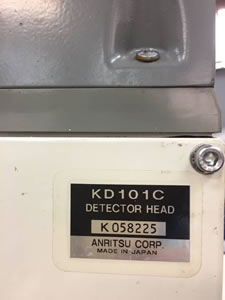 KD101C
DETECTOR HEAD
K 058225
ANRITSU CORP.
MADE IN JAPAN